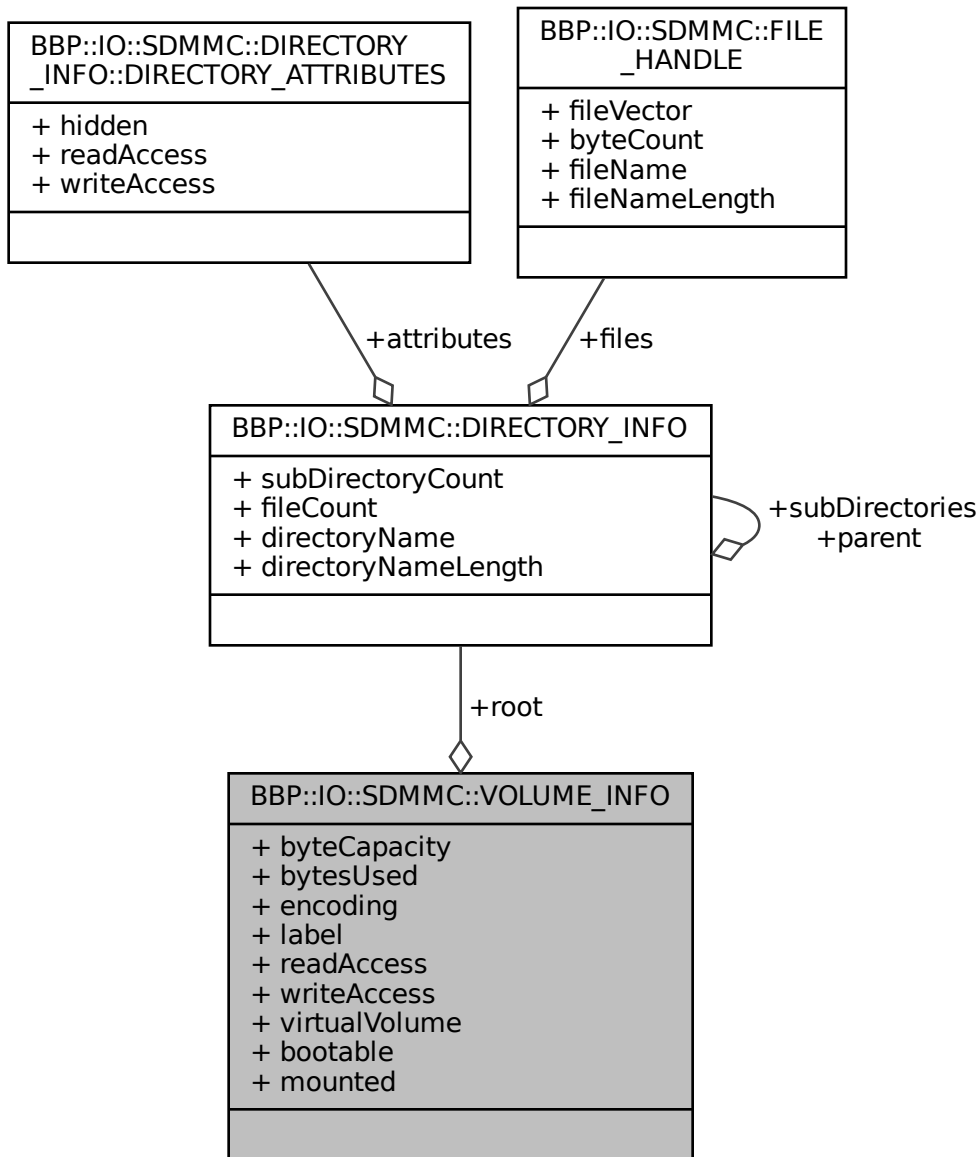 BBP::IO::SDMMC::DIRECTORY
_INFO::DIRECTORY_ATTRIBUTES
+ hidden
+ readAccess
+ writeAccess
BBP::IO::SDMMC::FILE
_HANDLE
+ fileVector
+ byteCount
+ fileName
+ fileNameLength
+attributes
+files
BBP::IO::SDMMC::DIRECTORY_INFO
+ subDirectoryCount
+ fileCount
+ directoryName
+ directoryNameLength
+subDirectories
+parent
+root
BBP::IO::SDMMC::VOLUME_INFO
+ byteCapacity
+ bytesUsed
+ encoding
+ label
+ readAccess
+ writeAccess
+ virtualVolume
+ bootable
+ mounted